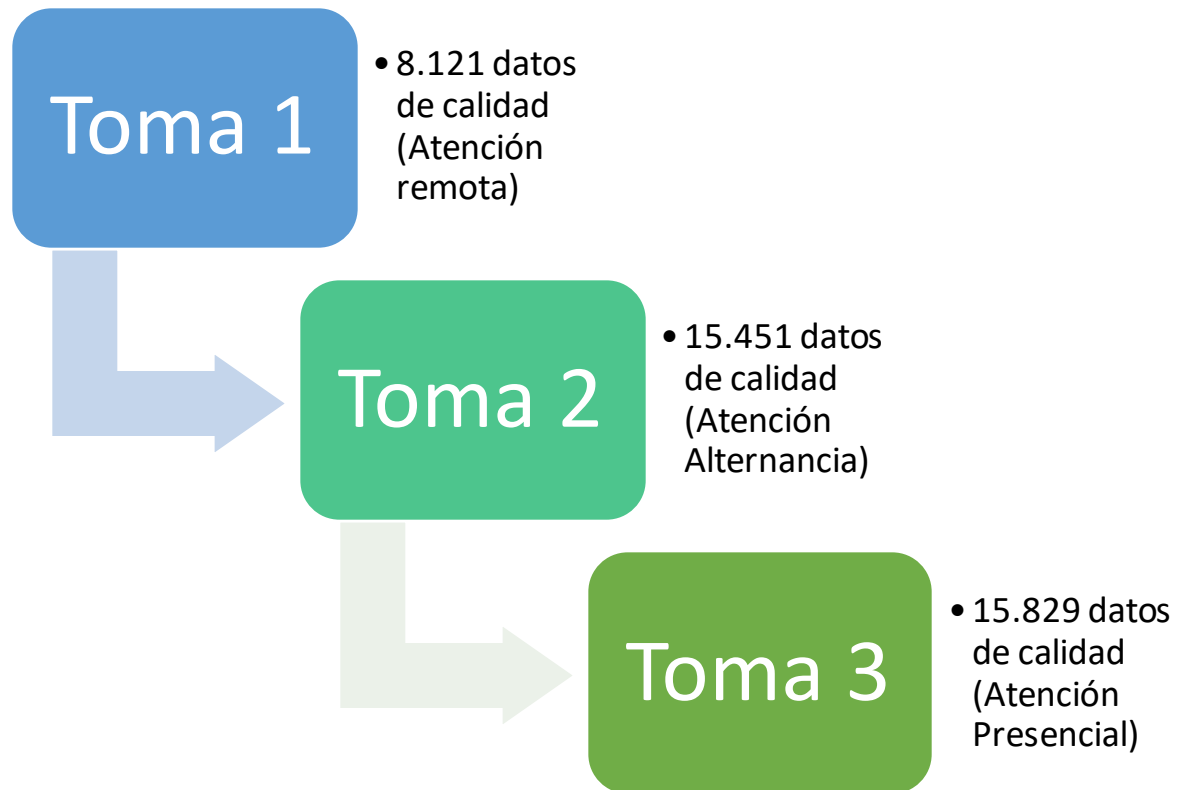 Toma 1
• 8.121 datos
de calidad
(Atención
remota)
Toma 2
• 15.451 datos
de calidad
(Atención
Alternancia)
Toma 3
• 15.829 datos
de calidad
(Atención
Presencial)